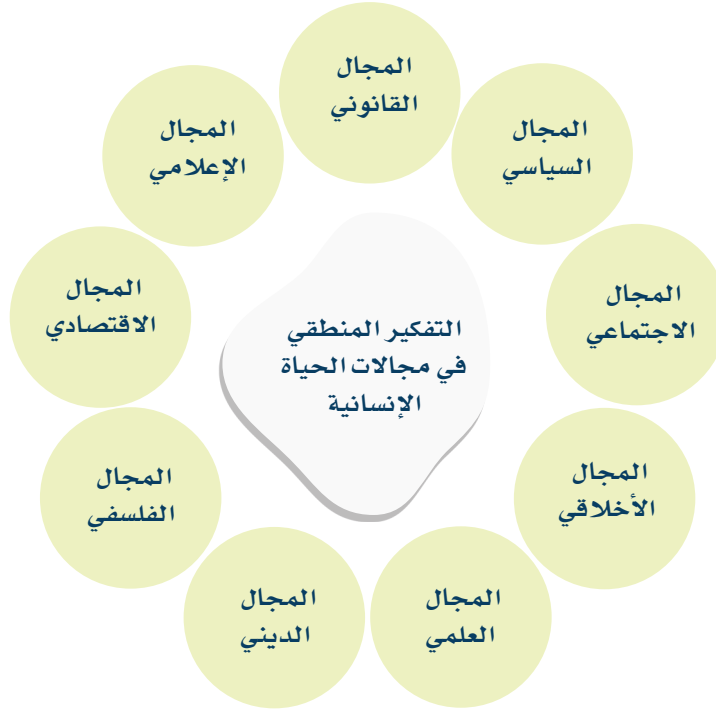 المجال
القانوني
المجال
السياسي
المجال
الاجتماعي
المجال
الأخلاقي
المجال
العلمي
المجال
الديني
المجال
الفلسفي
المجال
الاقتصادي
المجال
الإعلامي
التفكير المنطقي
في مجالات الحياة
الإنسانية